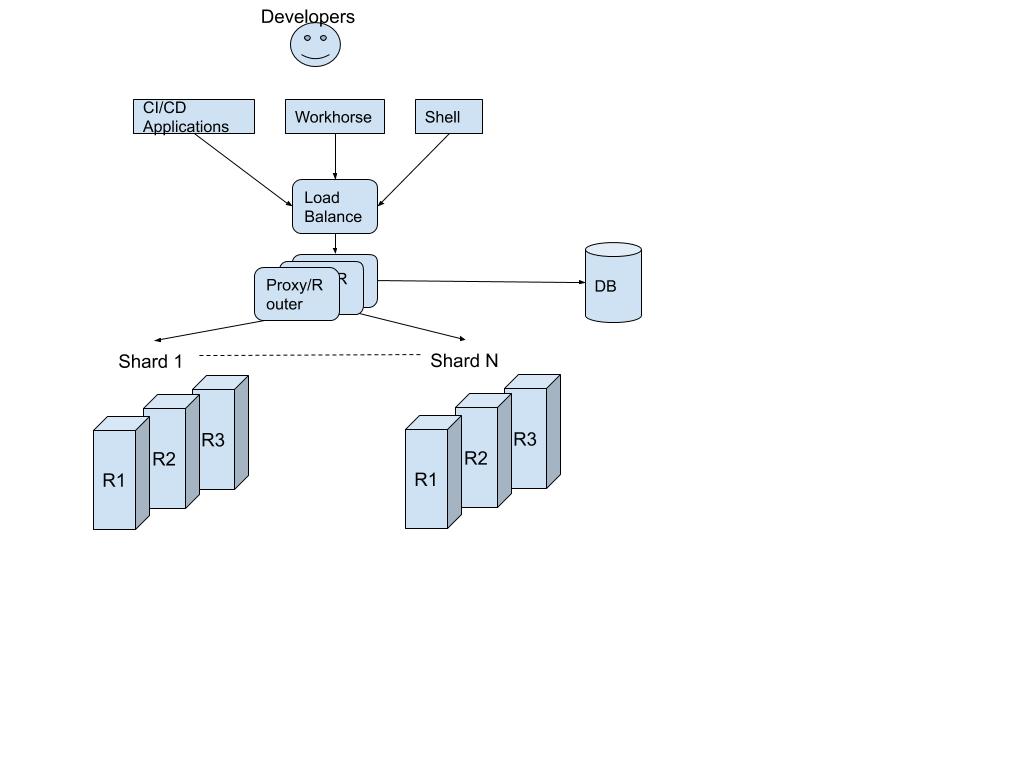 Developers
CI/CD
Applications
Workhorse
Shell
Load
Balance
R
Proxy/R
outer
DB
Shard 1
Shard N
R3
R2
R1
R3
R2
R1